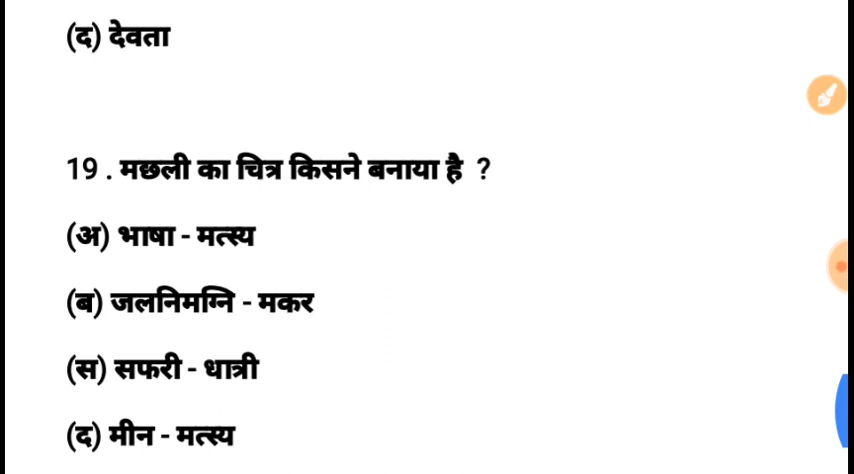 (द) देवता
19 . मछली का चित्र किसने बनाया है ?
(अ) भाषा - मत्स्य
(ब) जलनिमग्नि - मकर
(स) सफरी - धात्री
(द) मीन - मत्स्य